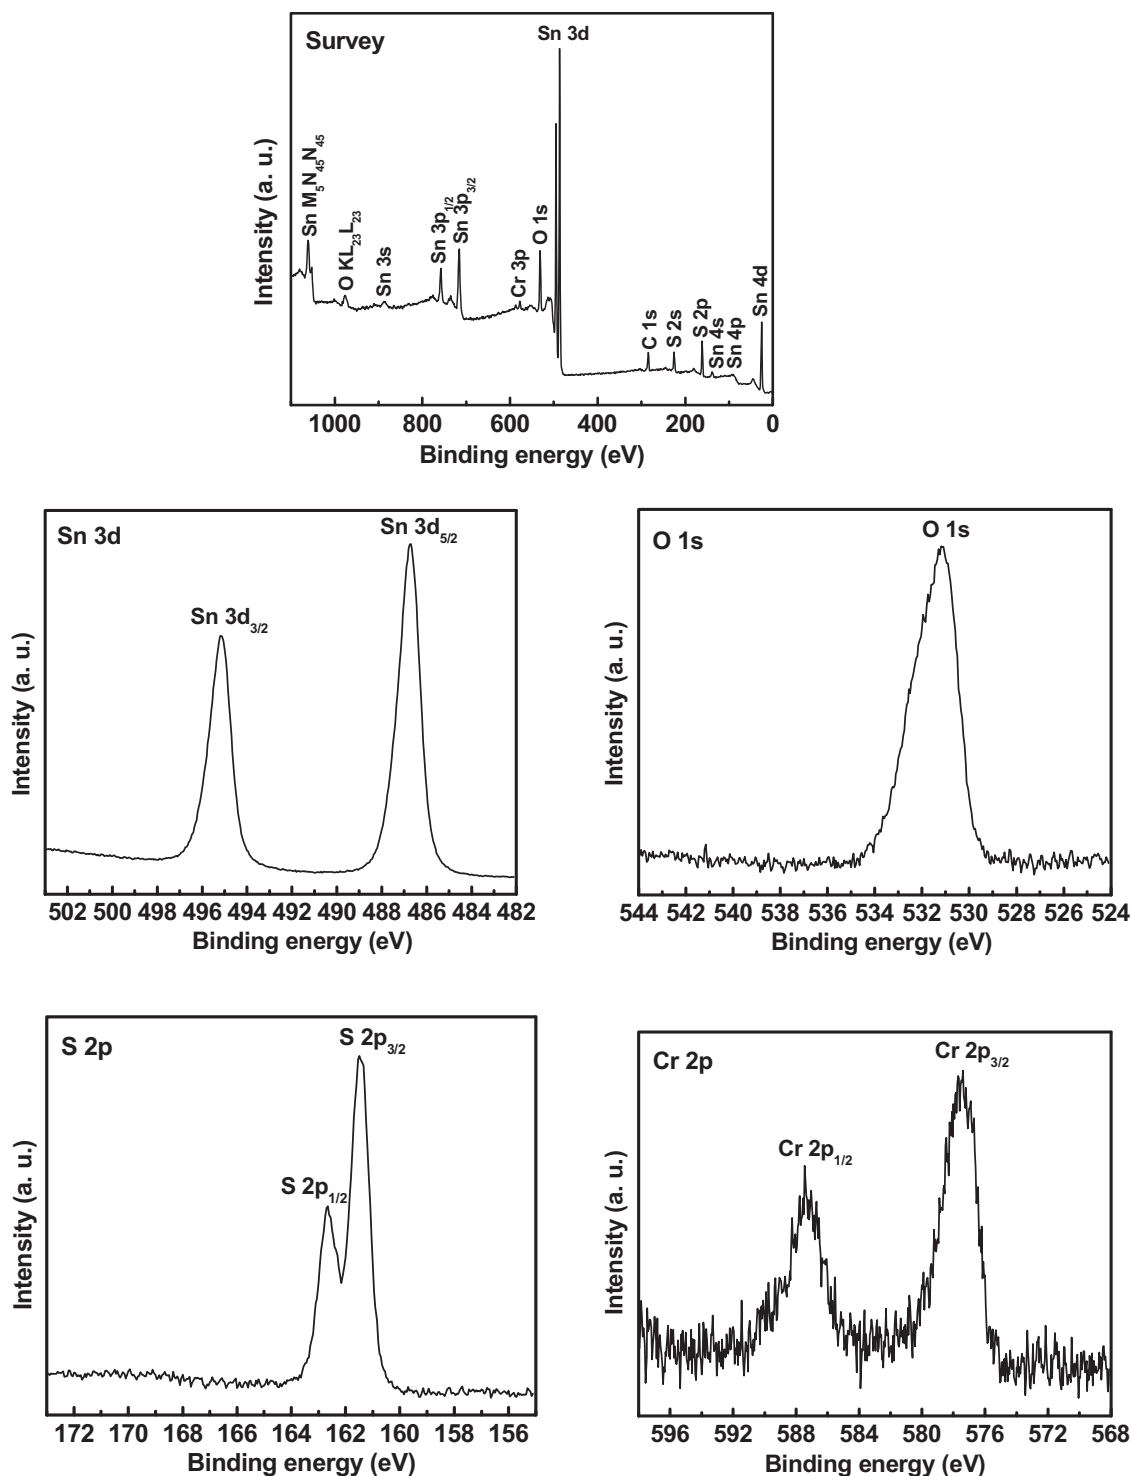 Survey
Sn 3d
Sn M₅N₄₅N₄₅
O KL₂₃L₂₃
Sn 3s
Sn 3p₁/₂
Sn 3p₃/₂
Cr 3p
O 1s
C 1s
S 2s
S 2p
Sn 4s
Sn 4p
Sn 4d
Intensity (a. u.)
1000 800 600 400 200 0
Binding energy (eV)
Sn 3d
Sn 3d₅/₂
Sn 3d₃/₂
Intensity (a. u.)
502 500 498 496 494 492 490 488 486 484 482
Binding energy (eV)
O 1s
O 1s
Intensity (a. u.)
544 542 540 538 536 534 532 530 528 526 524
Binding energy (eV)
S 2p
S 2p₃/₂
S 2p₁/₂
Intensity (a. u.)
172 170 168 166 164 162 160 158 156
Binding energy (eV)
Cr 2p
Cr 2p₃/₂
Cr 2p₁/₂
Intensity (a. u.)
596 592 588 584 580 576 572 568
Binding energy (eV)